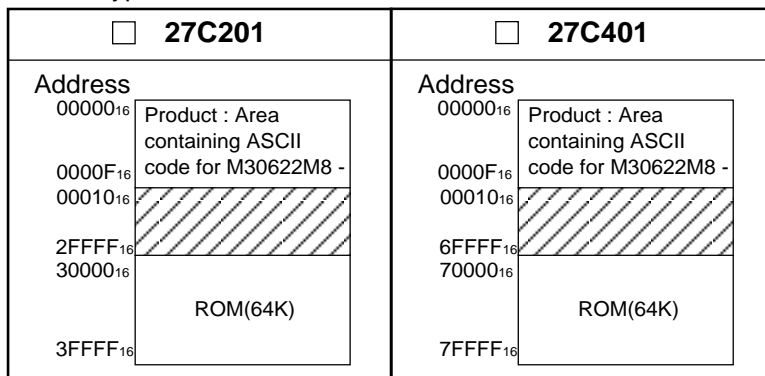 □ 27C201
Address
00000₁₆
Product : Area
containing ASCII
code for M30622M8 -
0000F₁₆
00010₁₆
2FFFF₁₆
30000₁₆
ROM(64K)
3FFFF₁₆
□ 27C401
Address
00000₁₆
Product : Area
containing ASCII
code for M30622M8 -
0000F₁₆
00010₁₆
6FFFF₁₆
70000₁₆
ROM(64K)
7FFFF₁₆